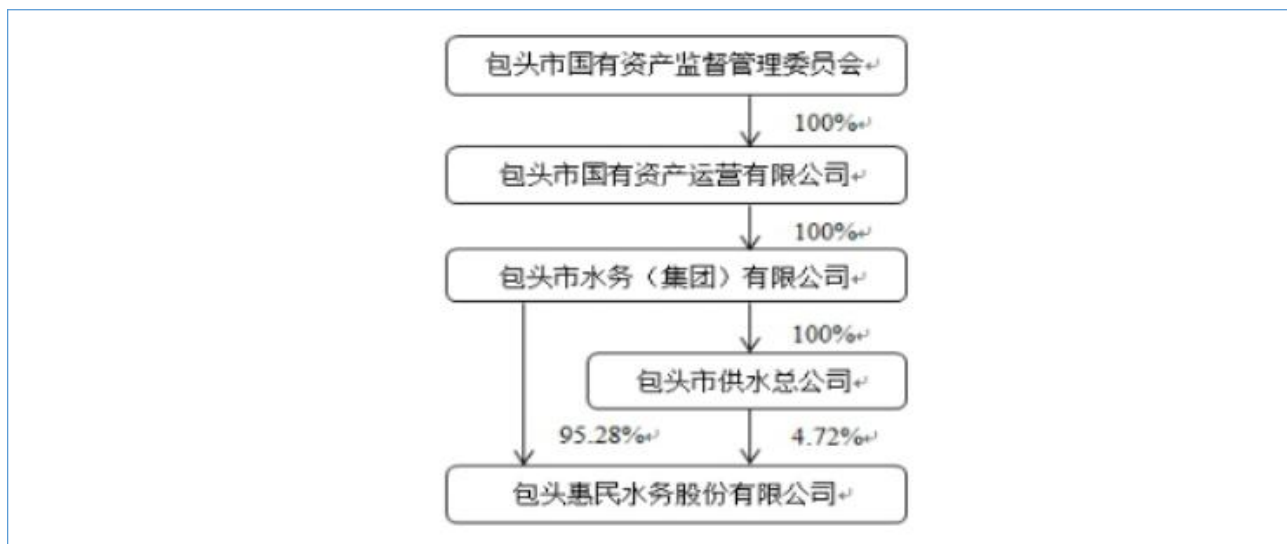 包头市国有资产监督管理委员会
100%
包头市国有资产运营有限公司
100%
包头市水务（集团）有限公司
100%
包头市供水总公司
95.28%
4.72%
包头惠民水务股份有限公司